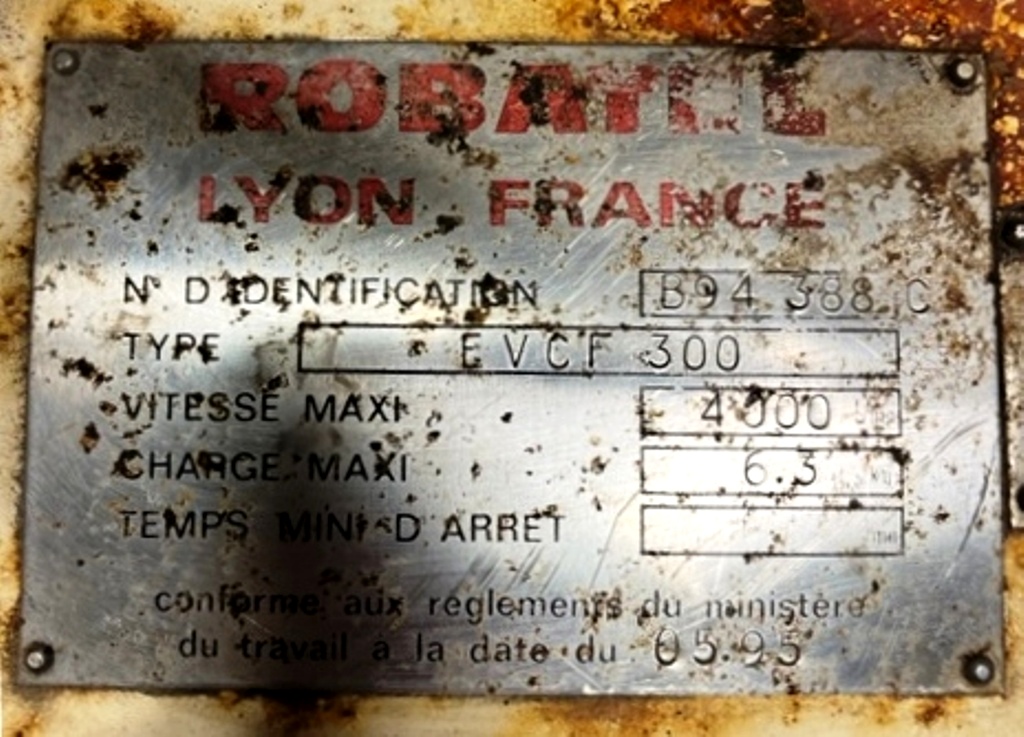 ROBATEL
LYON FRANCE
N° D IDENTIFICATION B94 388 C
TYPE EVCF 300
VITESSE MAXI 4000
CHARGE MAXI 6.3
TEMPS MINI D ARRET
conforme aux reglements du ministere
du travail a la date du 05.95